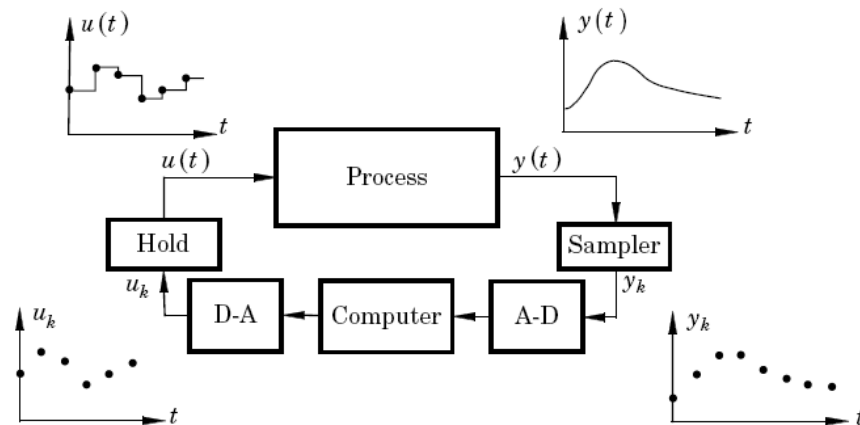 u(t)
y(t)
t
t
u(t)
Process
y(t)
Hold
Sampler
u_k
y_k
D-A
Computer
A-D
u_k
y_k
t
t